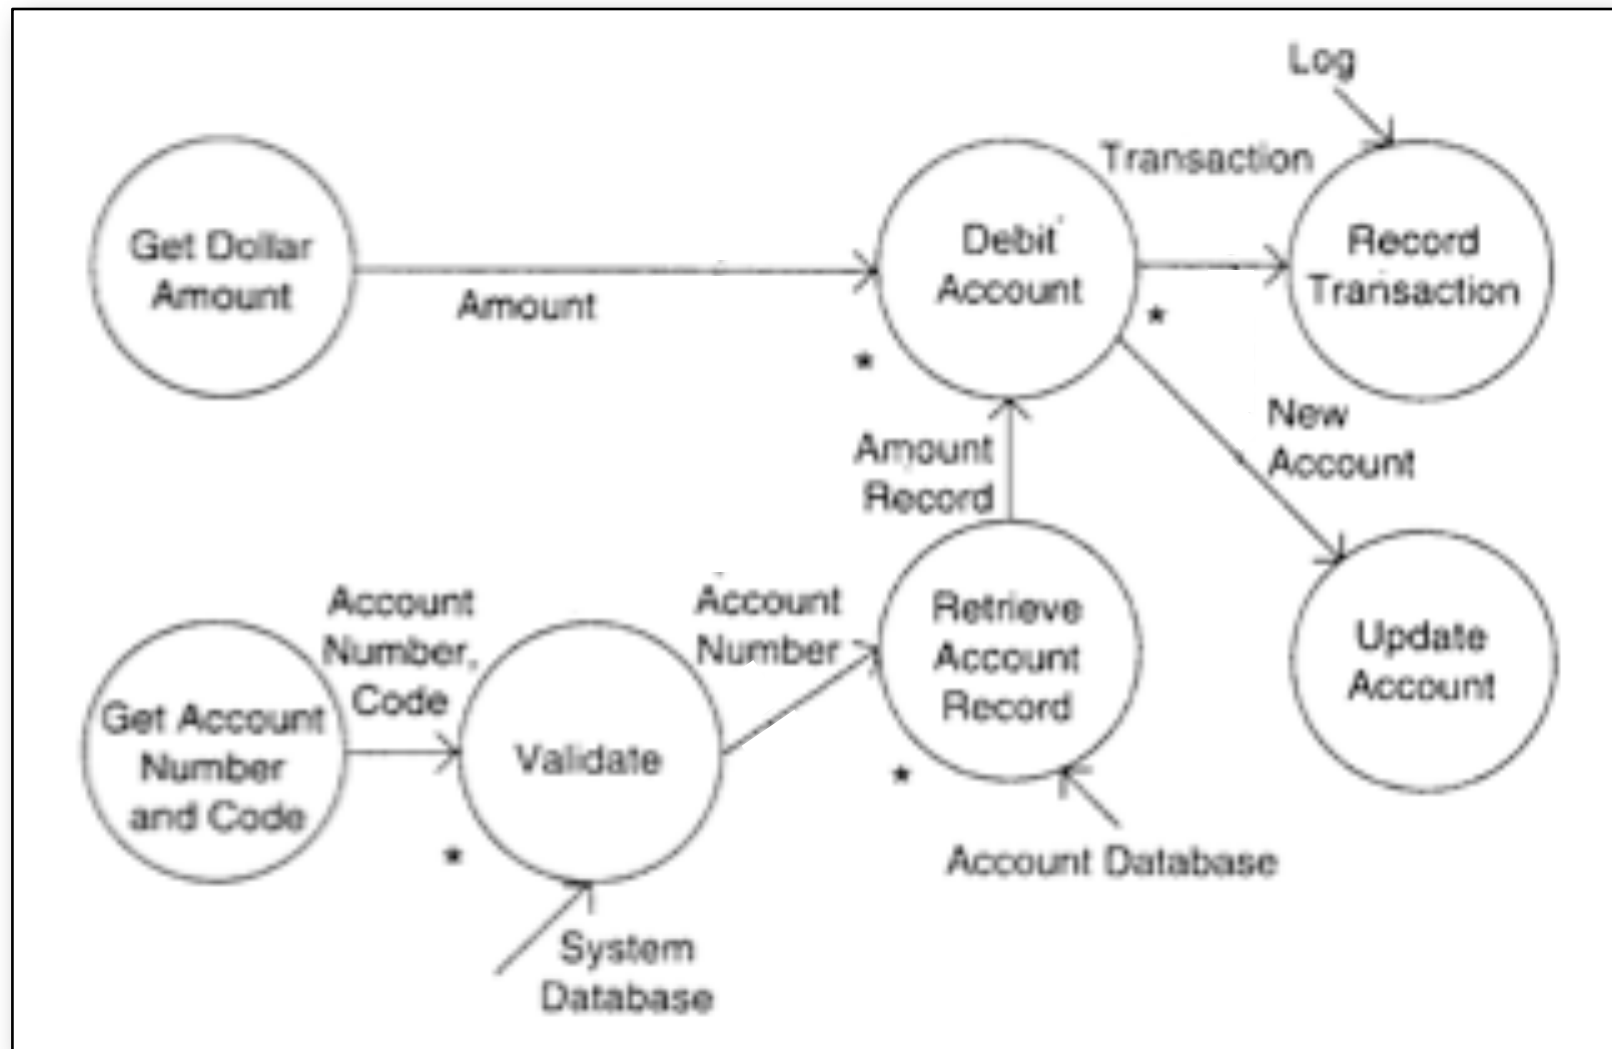 Log
Transaction
Get Dollar
Amount
Amount
Debit
Account
Record
Transaction
*
*
New
Account
Amount
Record
Account
Number,
Code
Account
Number
Retrieve
Account
Record
Update
Account
Get Account
Number
and Code
Validate
*
*
Account Database
System
Database